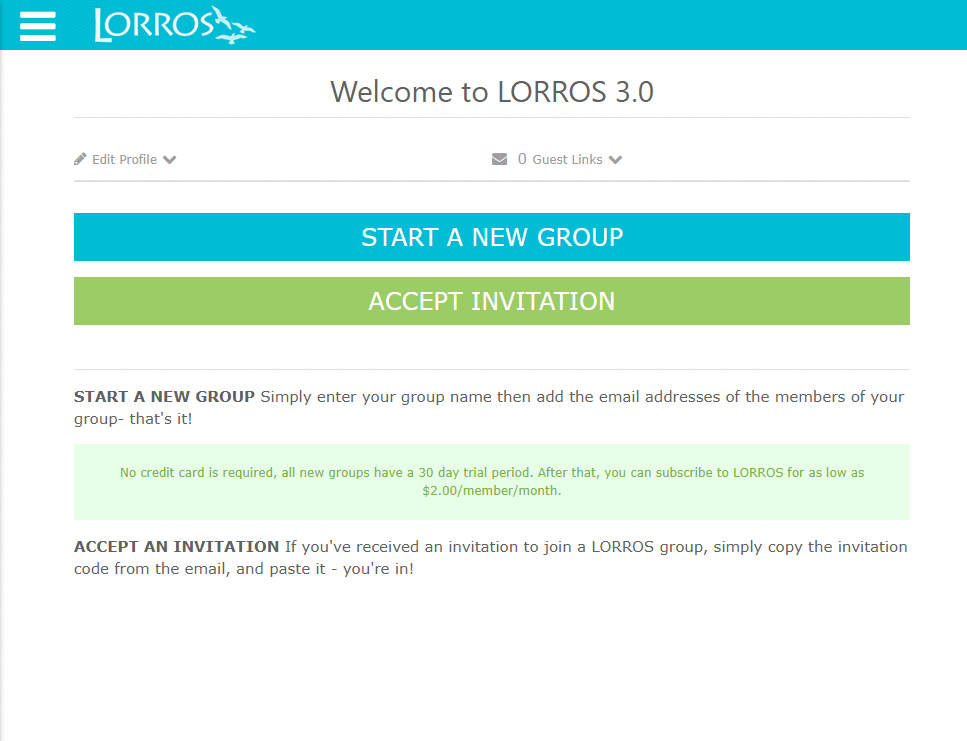 LORROS
Welcome to LORROS 3.0
Edit Profile
0 Guest Links
START A NEW GROUP
ACCEPT INVITATION
START A NEW GROUP Simply enter your group name then add the email addresses of the members of your
group- that's it!
No credit card is required, all new groups have a 30 day trial period. After that, you can subscribe to LORROS for as low as
$2.00/member/month.
ACCEPT AN INVITATION If you've received an invitation to join a LORROS group, simply copy the invitation
code from the email, and paste it - you're in!